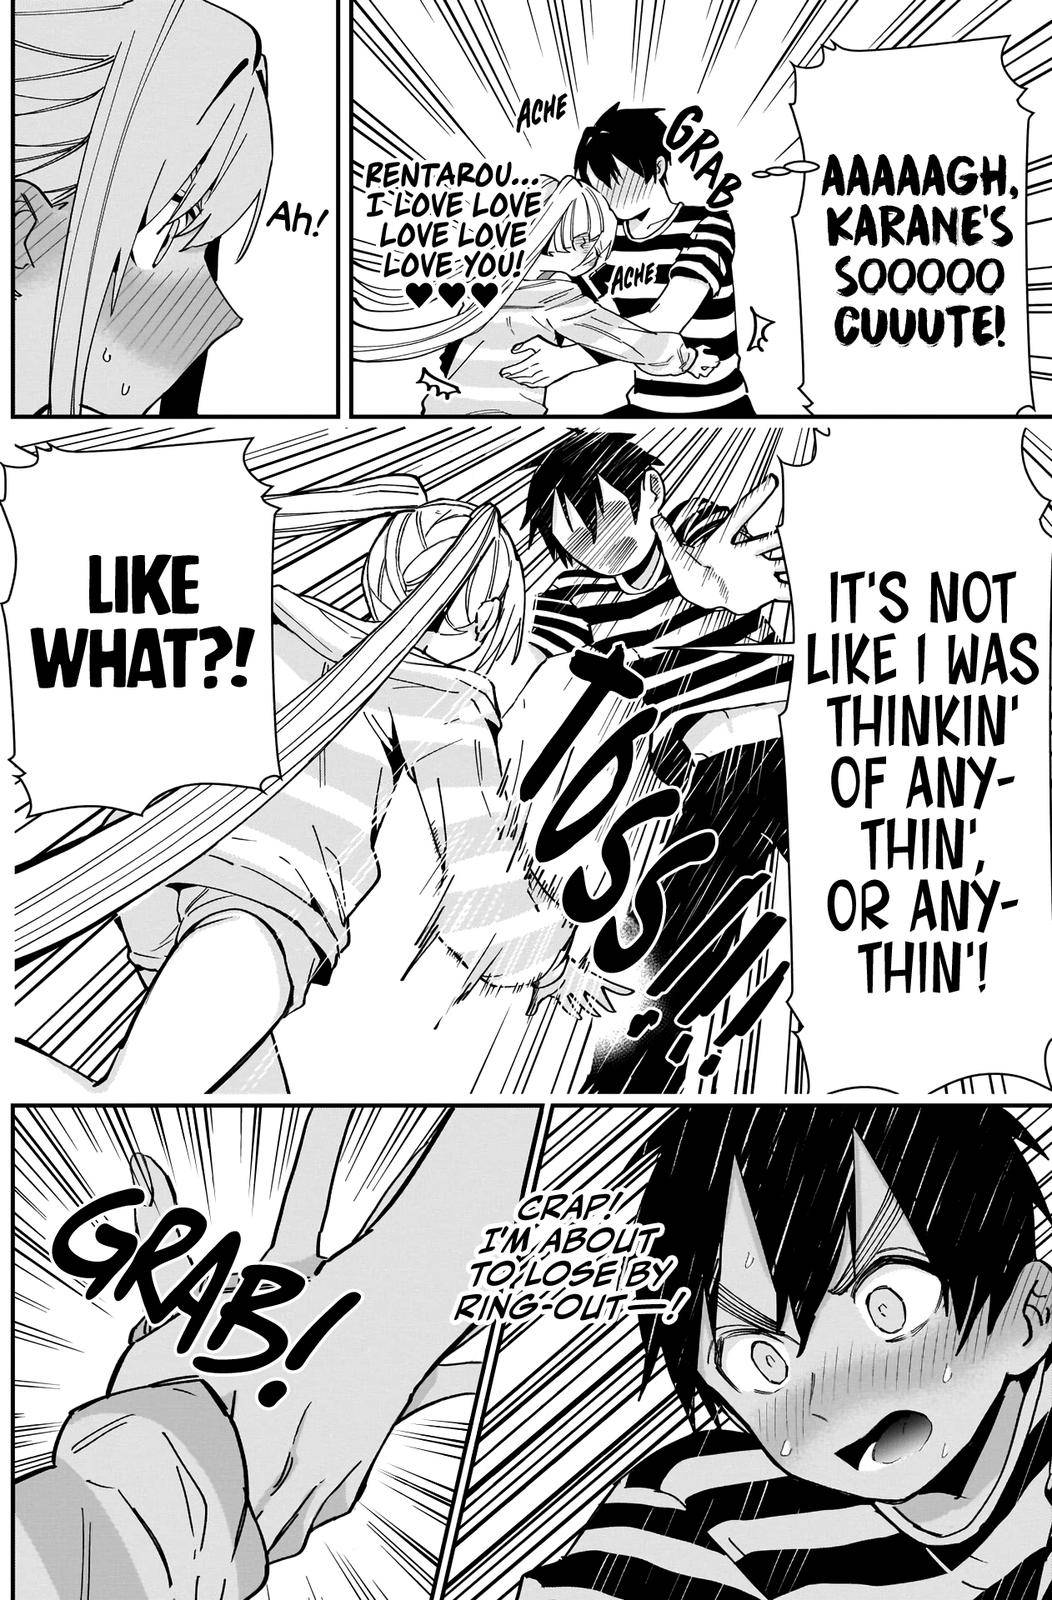 AAAAAGH,
KARANE'S
SOOOOO
CUUUTE!
GRAB
ACHE
RENTAROU...
I LOVE LOVE
LOVE LOVE
LOVE YOU!
♥♥♥
ACHE
Ah!
IT'S NOT
LIKE I WAS
THINKIN'
OF ANY-
THIN',
OR ANY-
THIN'!
TOSS!!!
LIKE
WHAT?!
CRAP!
I'M ABOUT
TO LOSE BY
RING-OUT—!
GRAB!